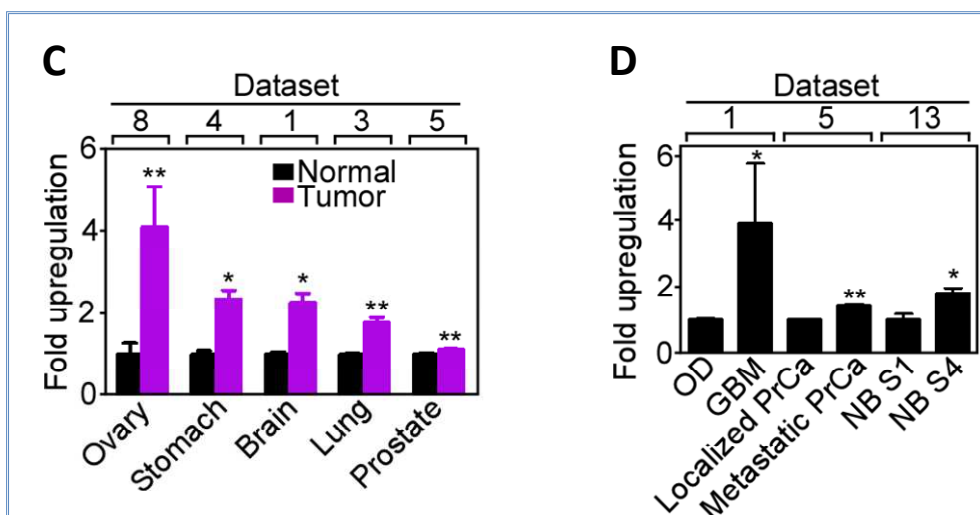 C
Dataset
8 4 1 3 5
Fold upregulation
6
4
2
0
Normal
Tumor
** * * ** **
Ovary Stomach Brain Lung Prostate
D
Dataset
1 5 13
Fold upregulation
6
4
2
0
* ** *
OD GBM Localized PrCa Metastatic PrCa NB S1 NB S4